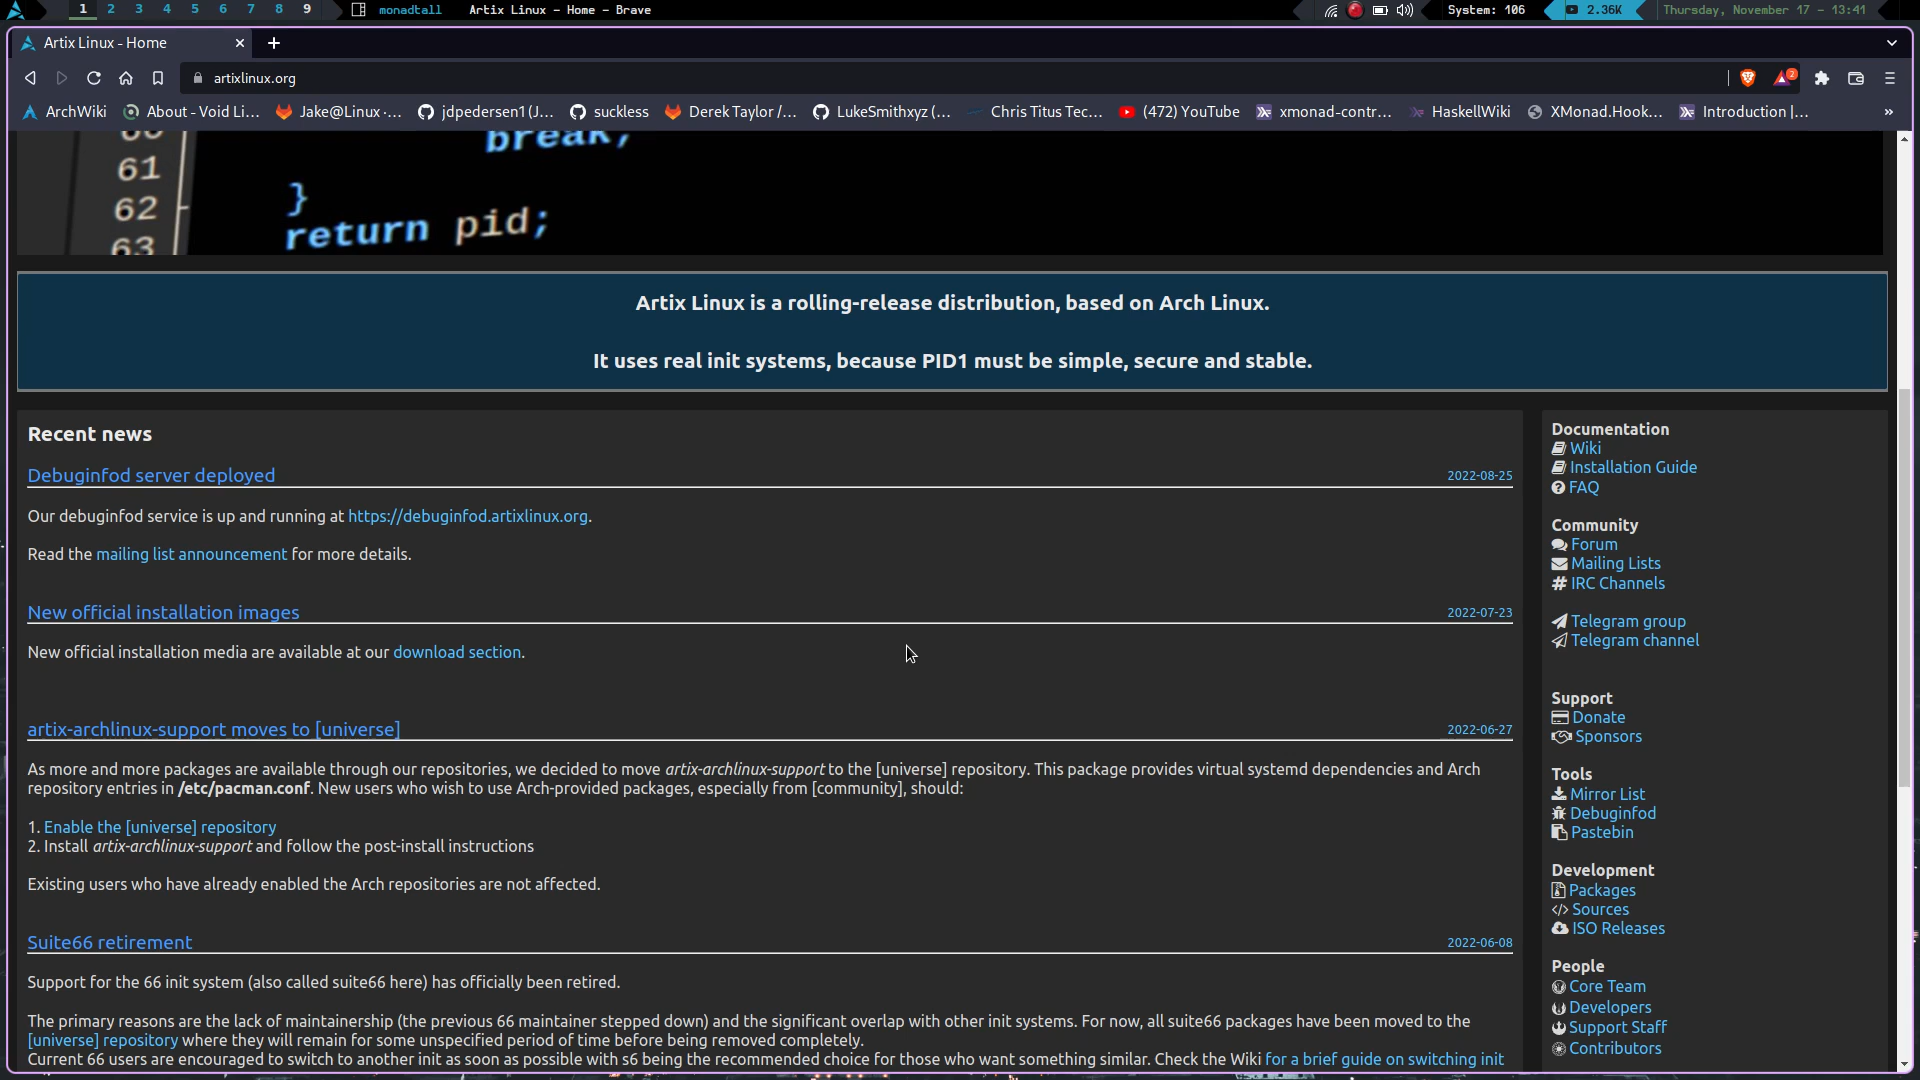 1 2 3 4 5 6 7 8 9 monadtall Artix Linux – Home – Brave System: 106 2.36K Thursday, November 17 – 13:41
Artix Linux - Home
artixlinux.org 2
ArchWiki About - Void Li... Jake@Linux ·... jdpedersen1 (J... suckless Derek Taylor /... LukeSmithxyz (... Chris Titus Tec... (472) YouTube xmonad-contr... HaskellWiki XMonad.Hook... Introduction |... »
60 break;
61
62 }
63 return pid;
Artix Linux is a rolling-release distribution, based on Arch Linux.
It uses real init systems, because PID1 must be simple, secure and stable.
Recent news
Debuginfod server deployed 2022-08-25
Our debuginfod service is up and running at https://debuginfod.artixlinux.org.
Read the mailing list announcement for more details.
New official installation images 2022-07-23
New official installation media are available at our download section.
artix-archlinux-support moves to [universe] 2022-06-27
As more and more packages are available through our repositories, we decided to move artix-archlinux-support to the [universe] repository. This package provides virtual systemd dependencies and Arch
repository entries in /etc/pacman.conf. New users who wish to use Arch-provided packages, especially from [community], should:
1. Enable the [universe] repository
2. Install artix-archlinux-support and follow the post-install instructions
Existing users who have already enabled the Arch repositories are not affected.
Suite66 retirement 2022-06-08
Support for the 66 init system (also called suite66 here) has officially been retired.
The primary reasons are the lack of maintainership (the previous 66 maintainer stepped down) and the significant overlap with other init systems. For now, all suite66 packages have been moved to the
[universe] repository where they will remain for some unspecified period of time before being removed completely.
Current 66 users are encouraged to switch to another init as soon as possible with s6 being the recommended choice for those who want something similar. Check the Wiki for a brief guide on switching init
Documentation
Wiki
Installation Guide
FAQ
Community
Forum
Mailing Lists
IRC Channels
Telegram group
Telegram channel
Support
Donate
Sponsors
Tools
Mirror List
Debuginfod
Pastebin
Development
Packages
Sources
ISO Releases
People
Core Team
Developers
Support Staff
Contributors